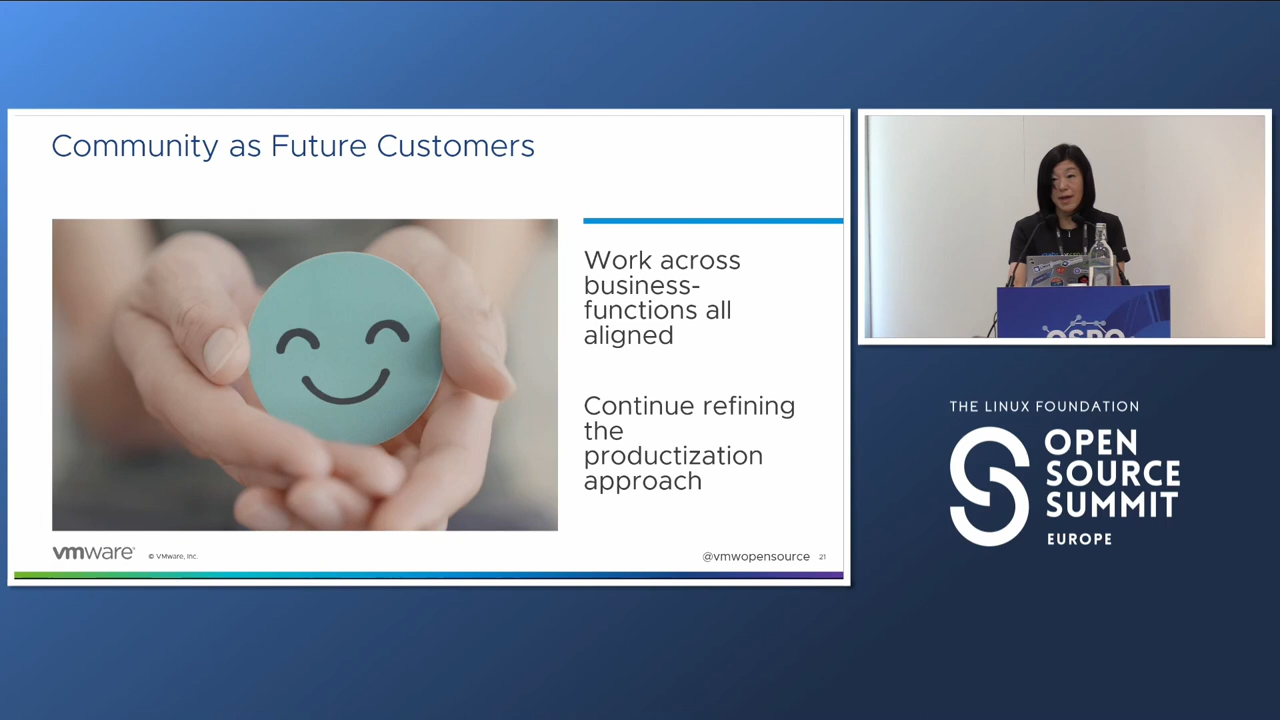 Community as Future Customers
Work across
business-
functions all
aligned
Continue refining
the
productization
approach
vmware
© VMware, Inc.
@vmwopensource 21
OSPO
THE LINUX FOUNDATION
OPEN
SOURCE
SUMMIT
EUROPE